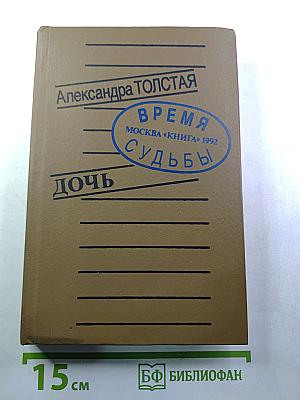 Александра ТОЛСТАЯ
ВРЕМЯ
МОСКВА «КНИГА» 1992
СУДЬБЫ
ДОЧЬ
15 см
БФ БИБЛИОФАН